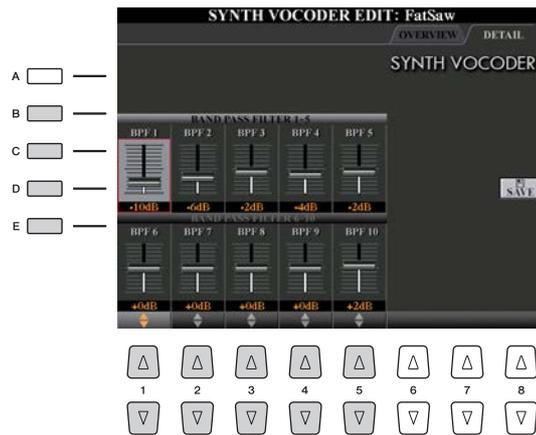 SYNTH VOCODER EDIT: FatSaw
OVERVIEW DETAIL
SYNTH VOCODER
A
B
C
D
E
BAND PASS FILTER 1~5
BPF 1 BPF 2 BPF 3 BPF 4 BPF 5
-10dB -6dB -2dB -4dB -2dB
SAVE
BAND PASS FILTER 6~10
BPF 6 BPF 7 BPF 8 BPF 9 BPF 10
+0dB +0dB +0dB +0dB +2dB
1 2 3 4 5 6 7 8